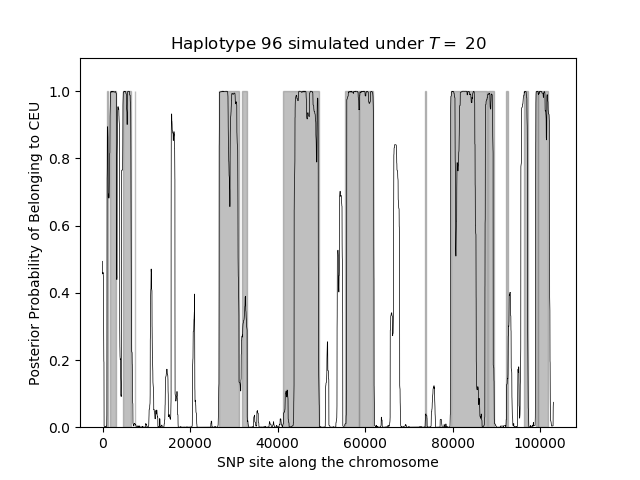 Haplotype 96 simulated under T = 20
Posterior Probability of Belonging to CEU
1.0
0.8
0.6
0.4
0.2
0.0
0 20000 40000 60000 80000 100000
SNP site along the chromosome